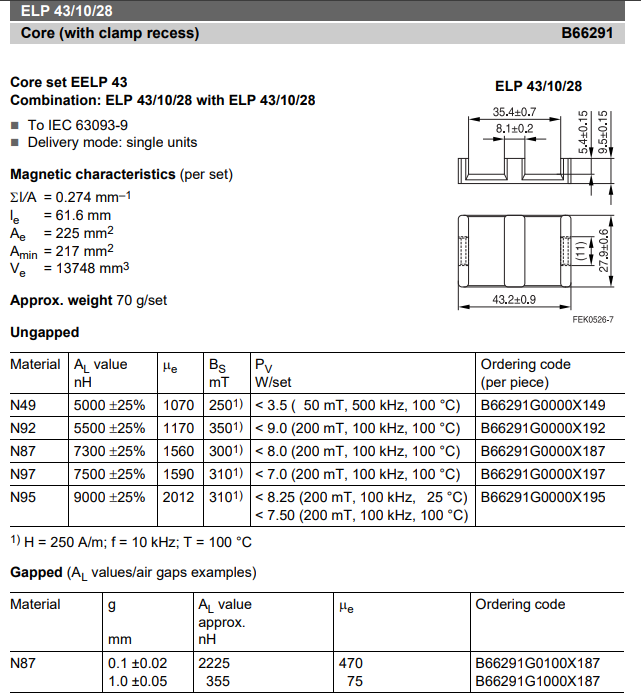 ELP 43/10/28
Core (with clamp recess) B66291
Core set EELP 43
Combination: ELP 43/10/28 with ELP 43/10/28
■ To IEC 63093-9
■ Delivery mode: single units
Magnetic characteristics (per set)
Σl/A = 0.274 mm–1
le = 61.6 mm
Ae = 225 mm2
Amin = 217 mm2
Ve = 13748 mm3
Approx. weight 70 g/set
ELP 43/10/28
35.4±0.7
8.1±0.2
5.4±0.15
9.5±0.15
(11)
27.9±0.6
43.2±0.9
FEK0526-7
Ungapped
Material AL value µe BS PV Ordering code
nH mT W/set (per piece)
N49 5000 ±25% 1070 2501) < 3.5 ( 50 mT, 500 kHz, 100 °C) B66291G0000X149
N92 5500 ±25% 1170 3501) < 9.0 (200 mT, 100 kHz, 100 °C) B66291G0000X192
N87 7300 ±25% 1560 3001) < 8.0 (200 mT, 100 kHz, 100 °C) B66291G0000X187
N97 7500 ±25% 1590 3101) < 7.0 (200 mT, 100 kHz, 100 °C) B66291G0000X197
N95 9000 ±25% 2012 3101) < 8.25 (200 mT, 100 kHz, 25 °C) B66291G0000X195
< 7.50 (200 mT, 100 kHz, 100 °C)
1) H = 250 A/m; f = 10 kHz; T = 100 °C
Gapped (AL values/air gaps examples)
Material g AL value µe Ordering code
approx.
mm nH
N87 0.1 ±0.02 2225 470 B66291G0100X187
1.0 ±0.05 355 75 B66291G1000X187